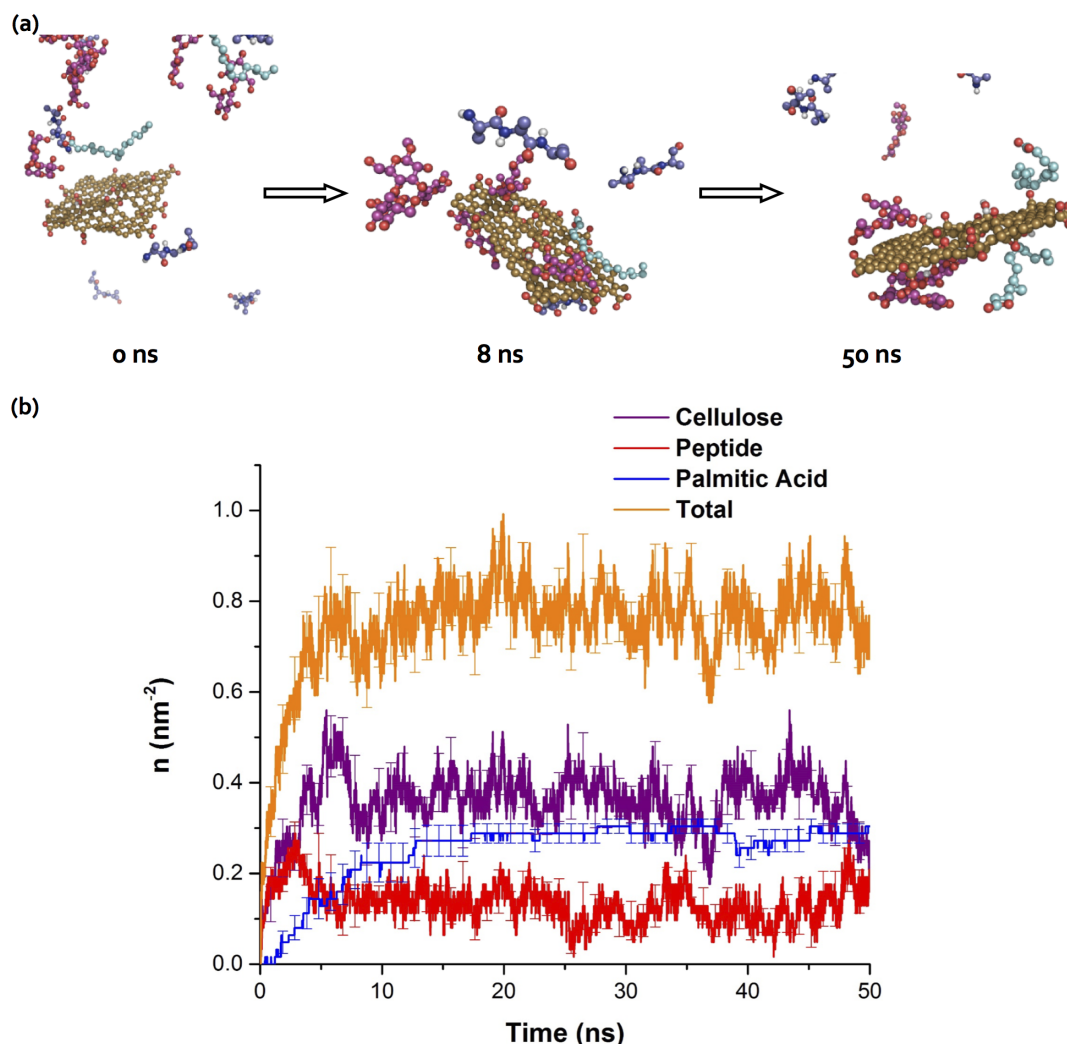 (a)
0 ns
8 ns
50 ns
(b)
Cellulose
Peptide
Palmitic Acid
Total
1.0
0.8
0.6
0.4
0.2
0.0
n (nm⁻²)
0 10 20 30 40 50
Time (ns)